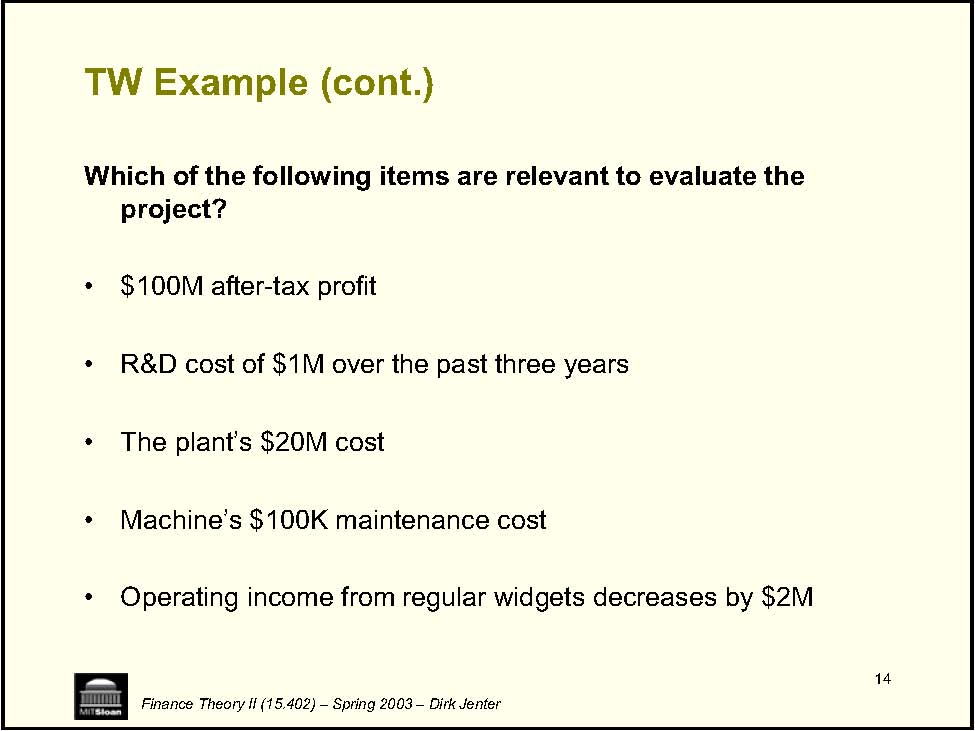 TW Example (cont.)
Which of the following items are relevant to evaluate the
project?
• $100M after-tax profit
• R&D cost of $1M over the past three years
• The plant’s $20M cost
• Machine’s $100K maintenance cost
• Operating income from regular widgets decreases by $2M
14
MITSloan
Finance Theory II (15.402) – Spring 2003 – Dirk Jenter